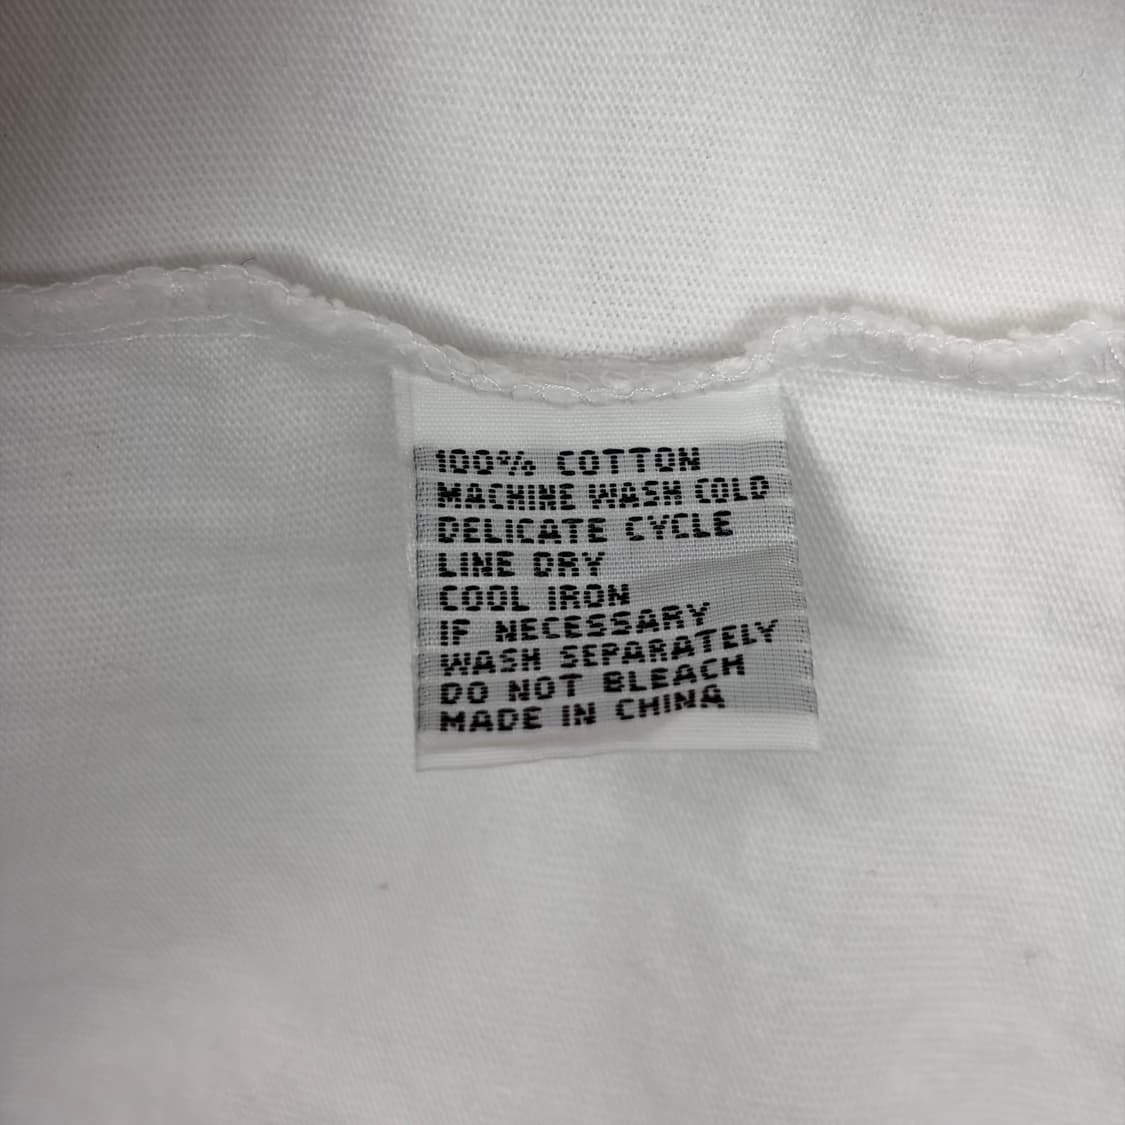 100% COTTON
MACHINE WASH COLD
DELICATE CYCLE
LINE DRY
COOL IRON
IF NECESSARY
WASH SEPARATELY
DO NOT BLEACH
MADE IN CHINA